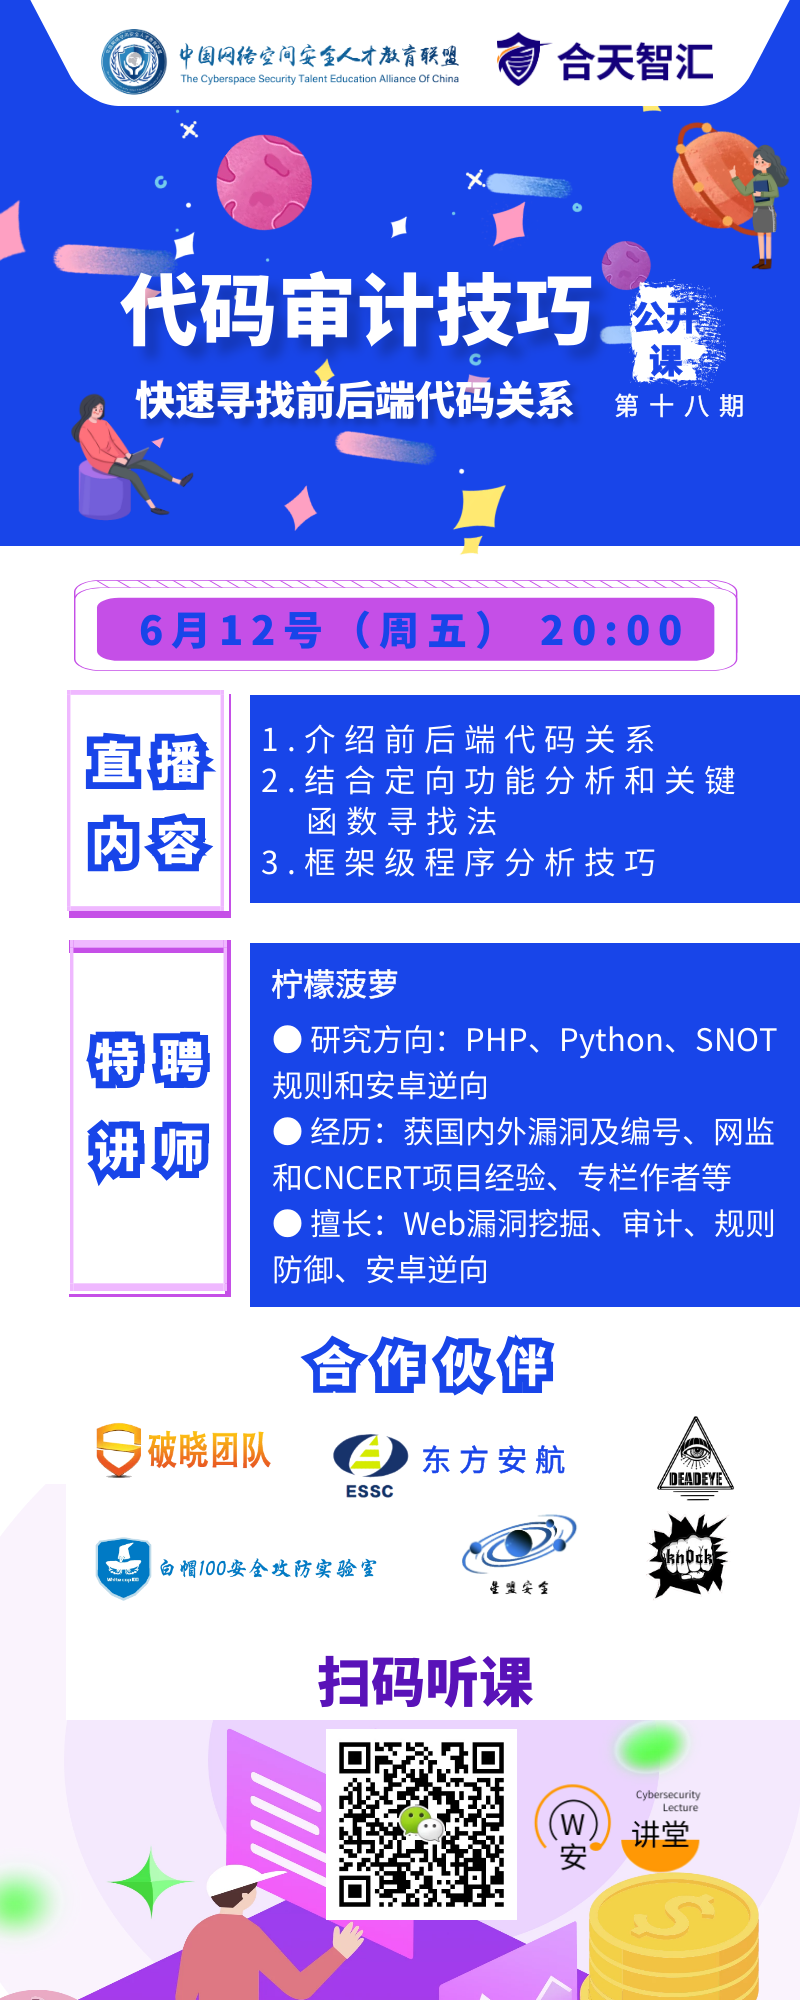 中国网络空间安全人才教育联盟
The Cyberspace Security Talent Education Alliance Of China
合天智汇
代码审计技巧
公开
课
快速寻找前后端代码关系
第十八期
6月12号（周五） 20:00
直播
内容
1.介绍前后端代码关系
2.结合定向功能分析和关键
函数寻找法
3.框架级程序分析技巧
特聘
讲师
柠檬菠萝
● 研究方向：PHP、Python、SNOT
规则和安卓逆向
● 经历：获国内外漏洞及编号、网监
和CNCERT项目经验、专栏作者等
● 擅长：Web漏洞挖掘、审计、规则
防御、安卓逆向
合作伙伴
破晓团队
ESSC
东方安航
DEADEYE
白帽100安全攻防实验室
星盟安全
kn0ck
扫码听课
W
安
Cybersecurity
Lecture
讲堂